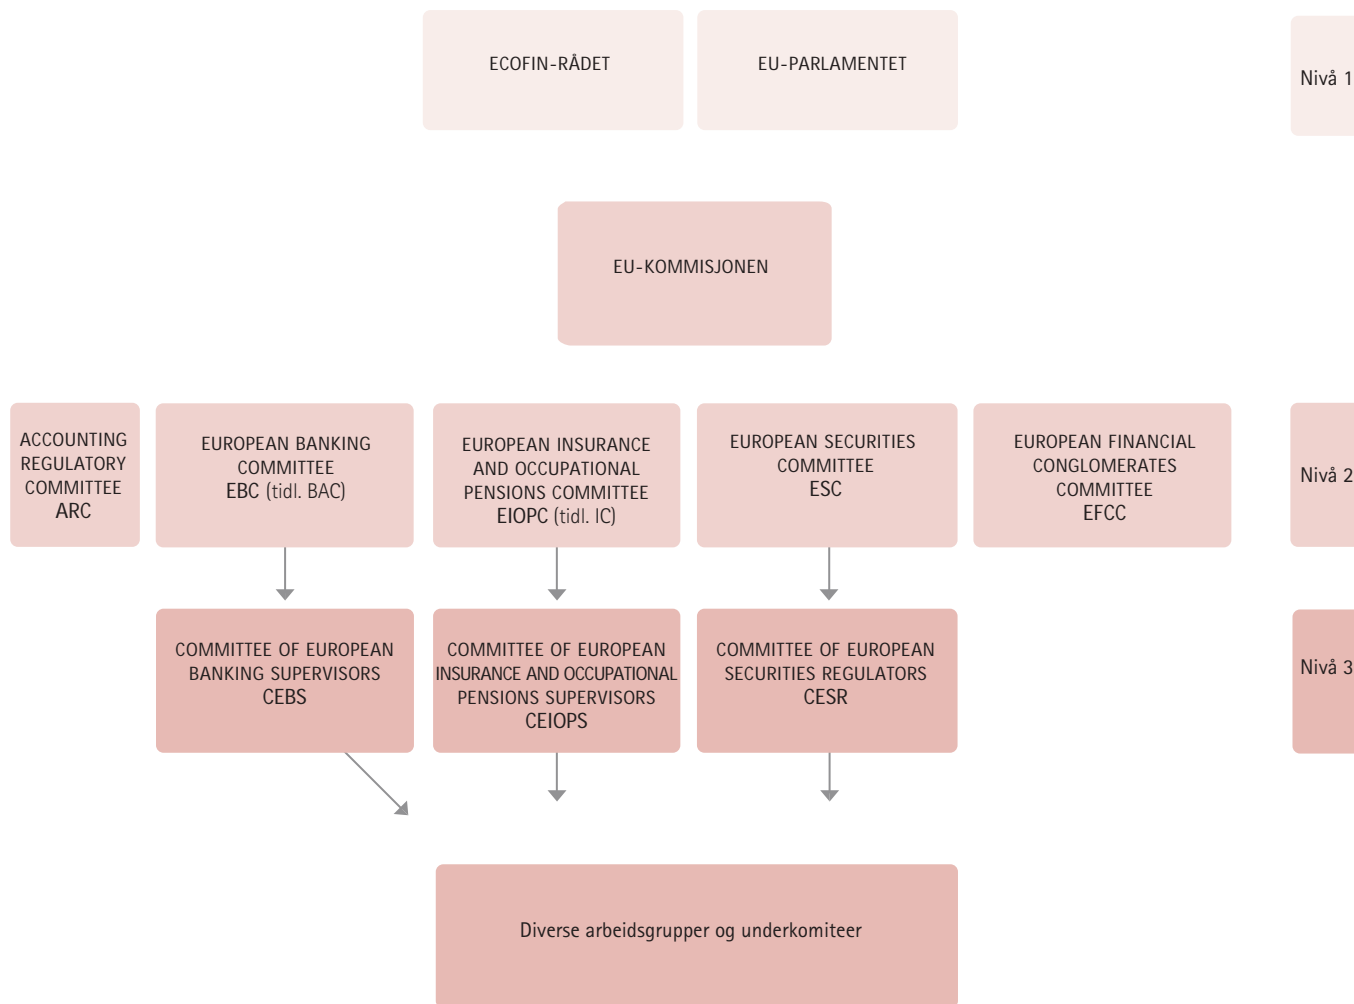 ECOFIN-RÅDET
EU-PARLAMENTET
Nivå 1
EU-KOMMISJONEN
ACCOUNTING
REGULATORY
COMMITTEE
ARC
EUROPEAN BANKING
COMMITTEE
EBC (tidl. BAC)
EUROPEAN INSURANCE
AND OCCUPATIONAL
PENSIONS COMMITTEE
EIOPC (tidl. IC)
EUROPEAN SECURITIES
COMMITTEE
ESC
EUROPEAN FINANCIAL
CONGLOMERATES
COMMITTEE
EFCC
Nivå 2
COMMITTEE OF EUROPEAN
BANKING SUPERVISORS
CEBS
COMMITTEE OF EUROPEAN
INSURANCE AND OCCUPATIONAL
PENSIONS SUPERVISORS
CEIOPS
COMMITTEE OF EUROPEAN
SECURITIES REGULATORS
CESR
Nivå 3
Diverse arbeidsgrupper og underkomiteer